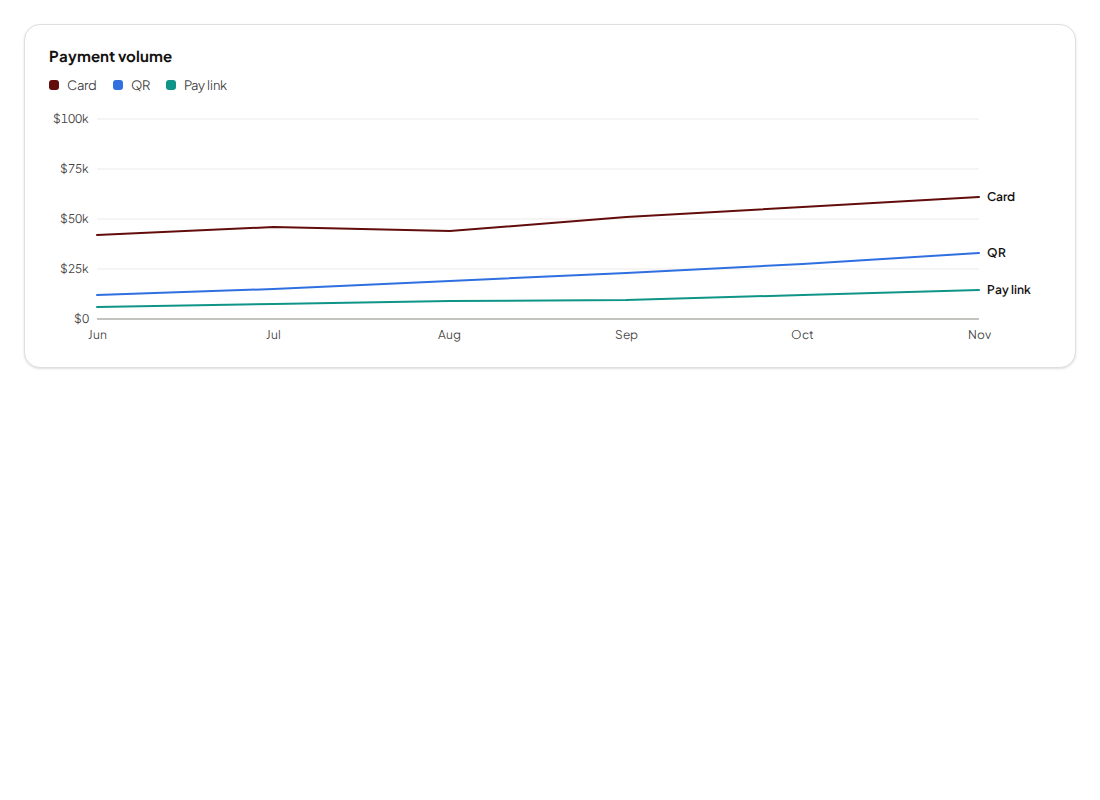 Payment volume
Card QR Pay link
$100k
$75k
$50k
$25k
$0
Card
QR
Pay link
Jun Jul Aug Sep Oct Nov